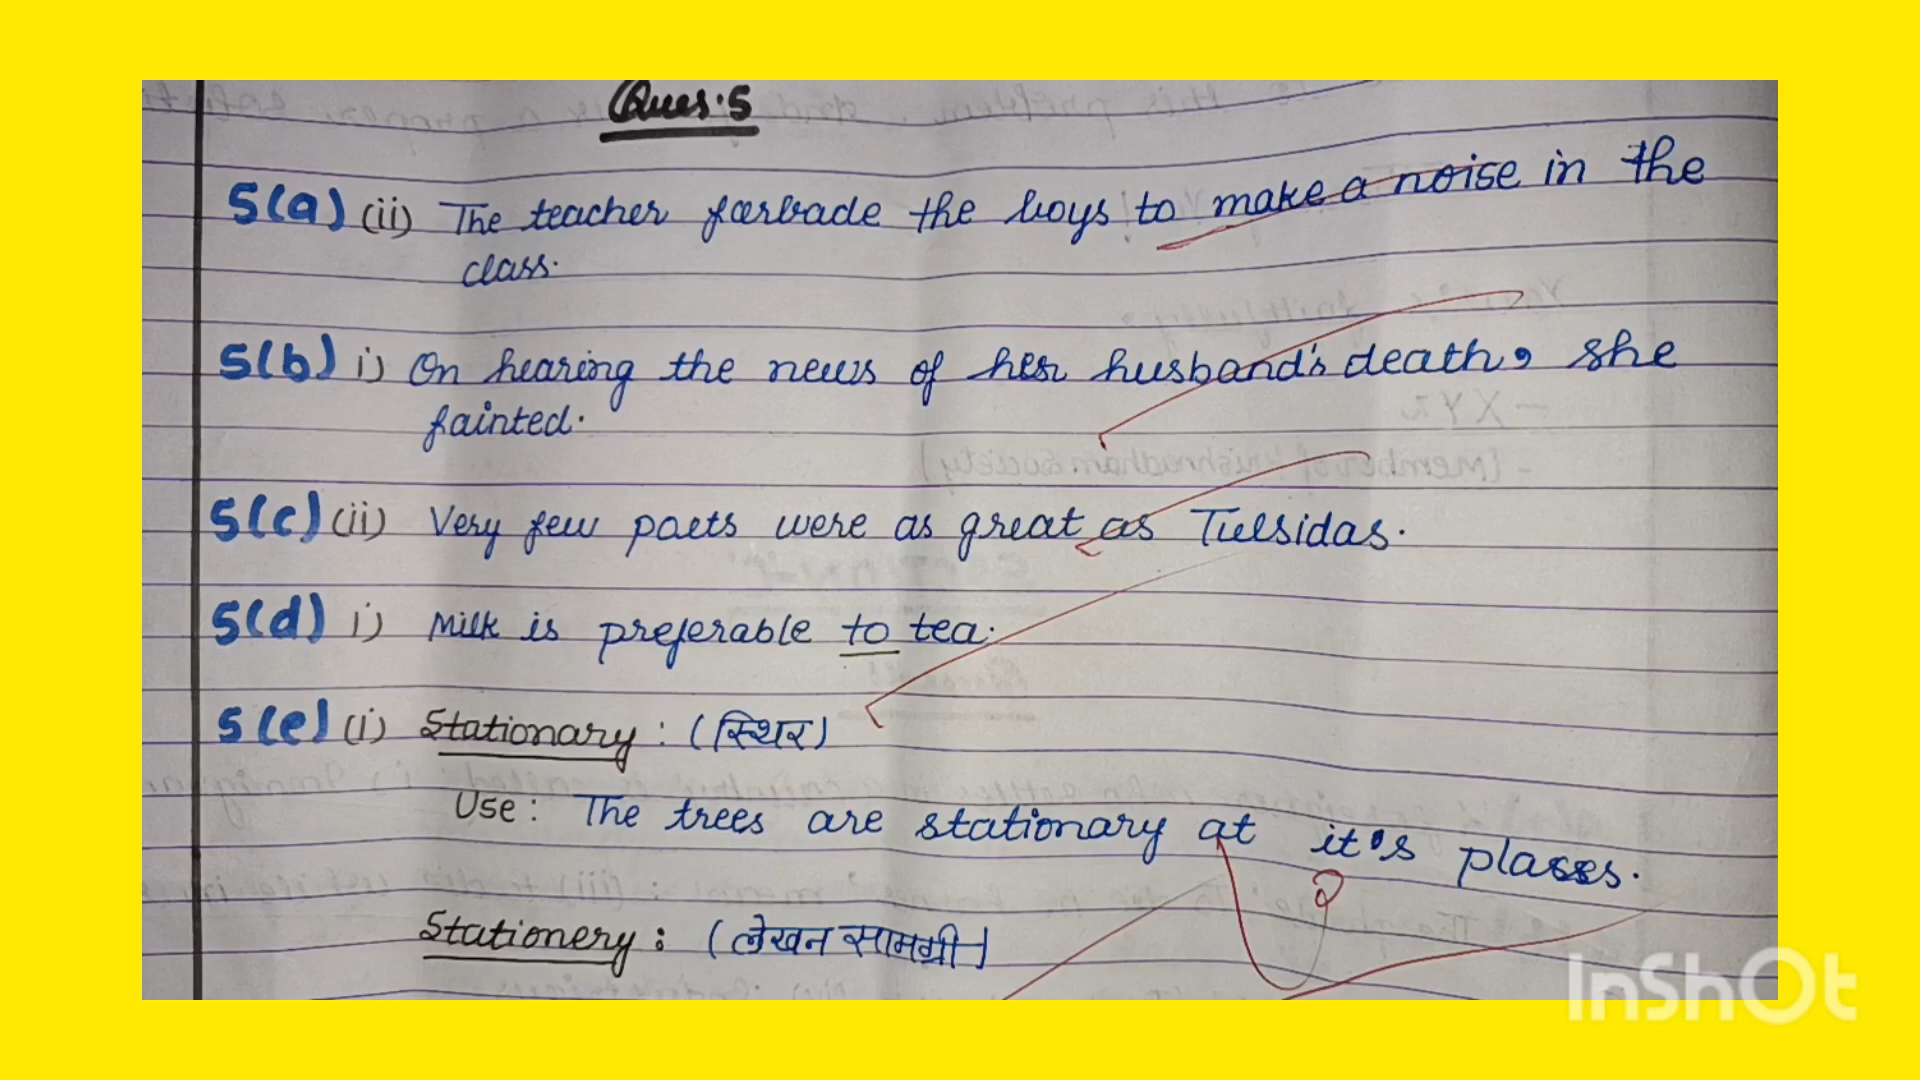 Ques:5
5(a) (ii) The teacher forbade the boys to make a noise in the
class.
5(b) i) On hearing the news of her husband's death, she
fainted.
5(c) (ii) Very few poets were as great as Tulsidas.
5(d) i) Milk is preferable to tea.
5(e) (i) Stationary : (स्थिर)
Use : The trees are stationary at it's places.
Stationery : (लेखन सामग्री)
InShOt